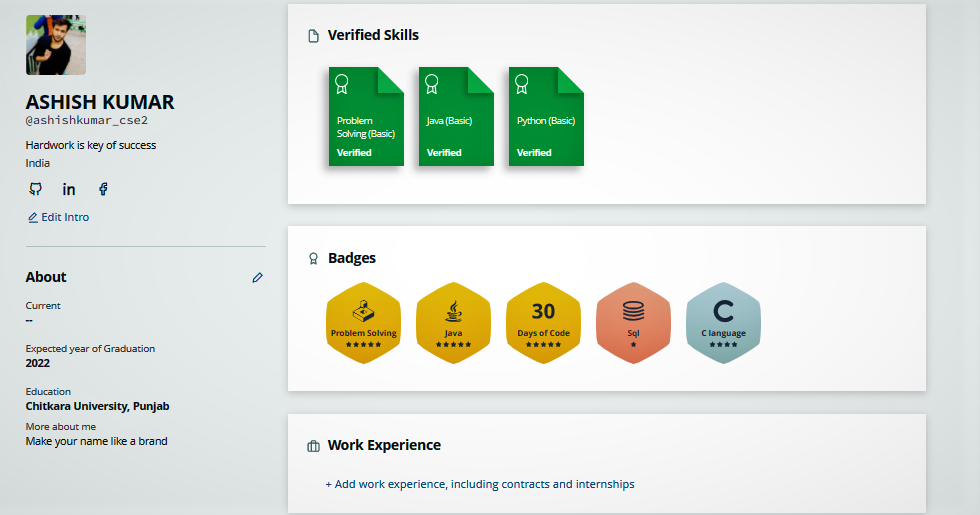 ASHISH KUMAR
@ashishkumar_cse2
Hardwork is key of success
India
in
Edit Intro
About
Current
--
Expected year of Graduation
2022
Education
Chitkara University, Punjab
More about me
Make your name like a brand
Verified Skills
Problem
Solving (Basic)
Verified
Java (Basic)
Verified
Python (Basic)
Verified
Badges
Problem Solving
Java
30
Days of Code
Sql
C
C language
Work Experience
+ Add work experience, including contracts and internships